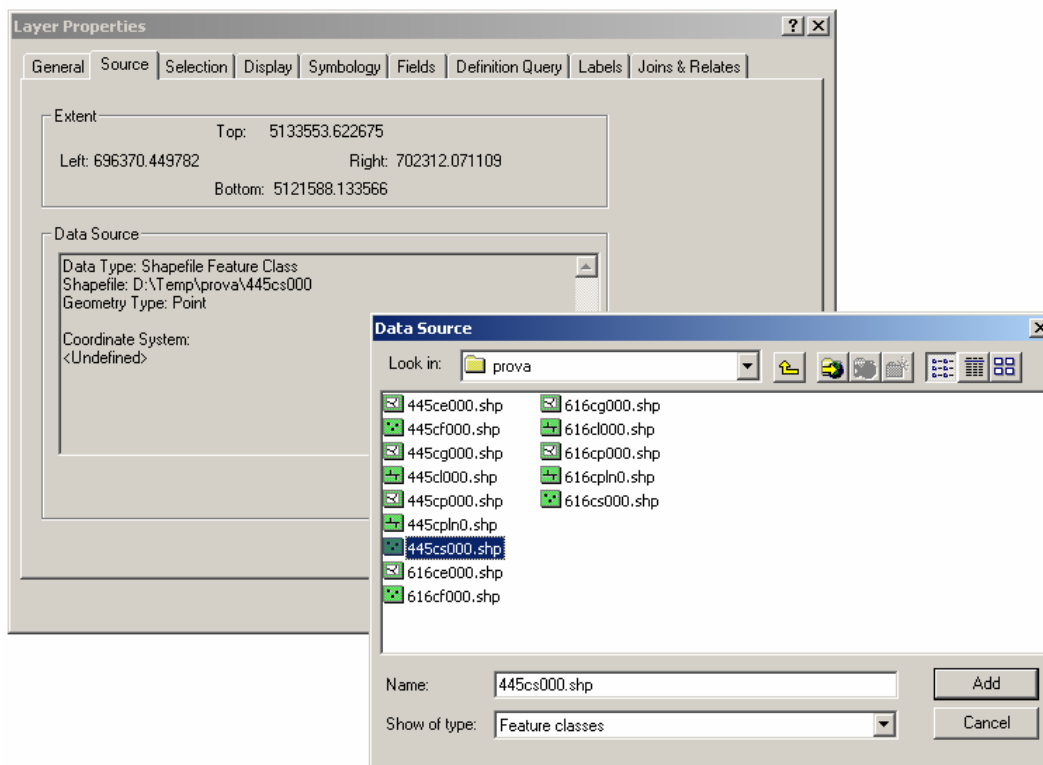 Layer Properties
General Source Selection Display Symbology Fields Definition Query Labels Joins & Relates
Extent
Top: 5133553.622675
Left: 696370.449782 Right: 702312.071109
Bottom: 5121588.133566
Data Source
Data Type: Shapefile Feature Class
Shapefile: D:\Temp\prova\445cs000
Geometry Type: Point
Coordinate System:
<Undefined>
Data Source
Look in: prova
445ce000.shp
445cf000.shp
445cg000.shp
445cl000.shp
445cp000.shp
445cpln0.shp
445cs000.shp
616ce000.shp
616cf000.shp
616cg000.shp
616cl000.shp
616cp000.shp
616cpln0.shp
616cs000.shp
Name: 445cs000.shp Add
Show of type: Feature classes Cancel